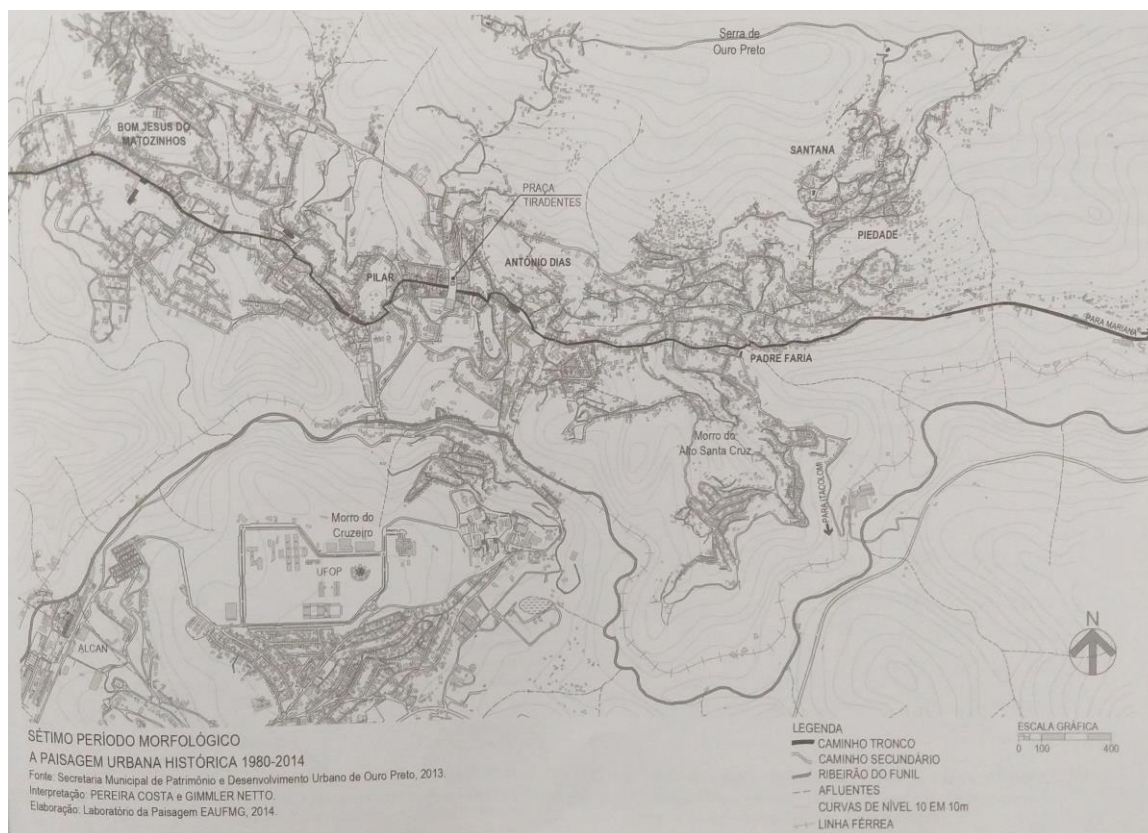 Serra de
Ouro Preto
BOM JESUS DO
MATOZINHOS
SANTANA
PRAÇA
TIRADENTES
PIEDADE
ANTÔNIO DIAS
PILAR
PARA MARIANA
PADRE FARIA
Morro do
Alto Santa Cruz
PARA ITACOLOMI
Morro do
Cruzeiro
UFOP
ALCAN
N
SÉTIMO PERÍODO MORFOLÓGICO
A PAISAGEM URBANA HISTÓRICA 1980-2014
Fonte: Secretaria Municipal de Patrimônio e Desenvolvimento Urbano de Ouro Preto, 2013.
Interpretação: PEREIRA COSTA e GIMMLER NETTO.
Elaboração: Laboratório da Paisagem EAUFMG, 2014.
LEGENDA
CAMINHO TRONCO
CAMINHO SECUNDÁRIO
RIBEIRÃO DO FUNIL
AFLUENTES
CURVAS DE NÍVEL 10 EM 10m
LINHA FÉRREA
ESCALA GRÁFICA
0 100 400